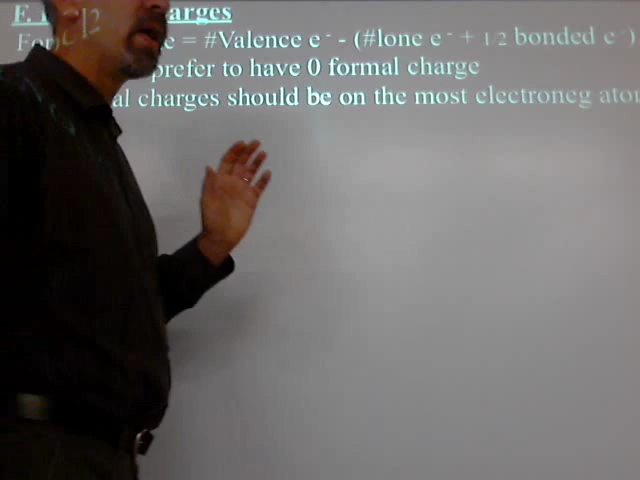 F. arges
For e = #Valence e- - (#lone e- + 1/2 bonded e-)
prefer to have 0 formal charge
al charges should be on the most electroneg ato